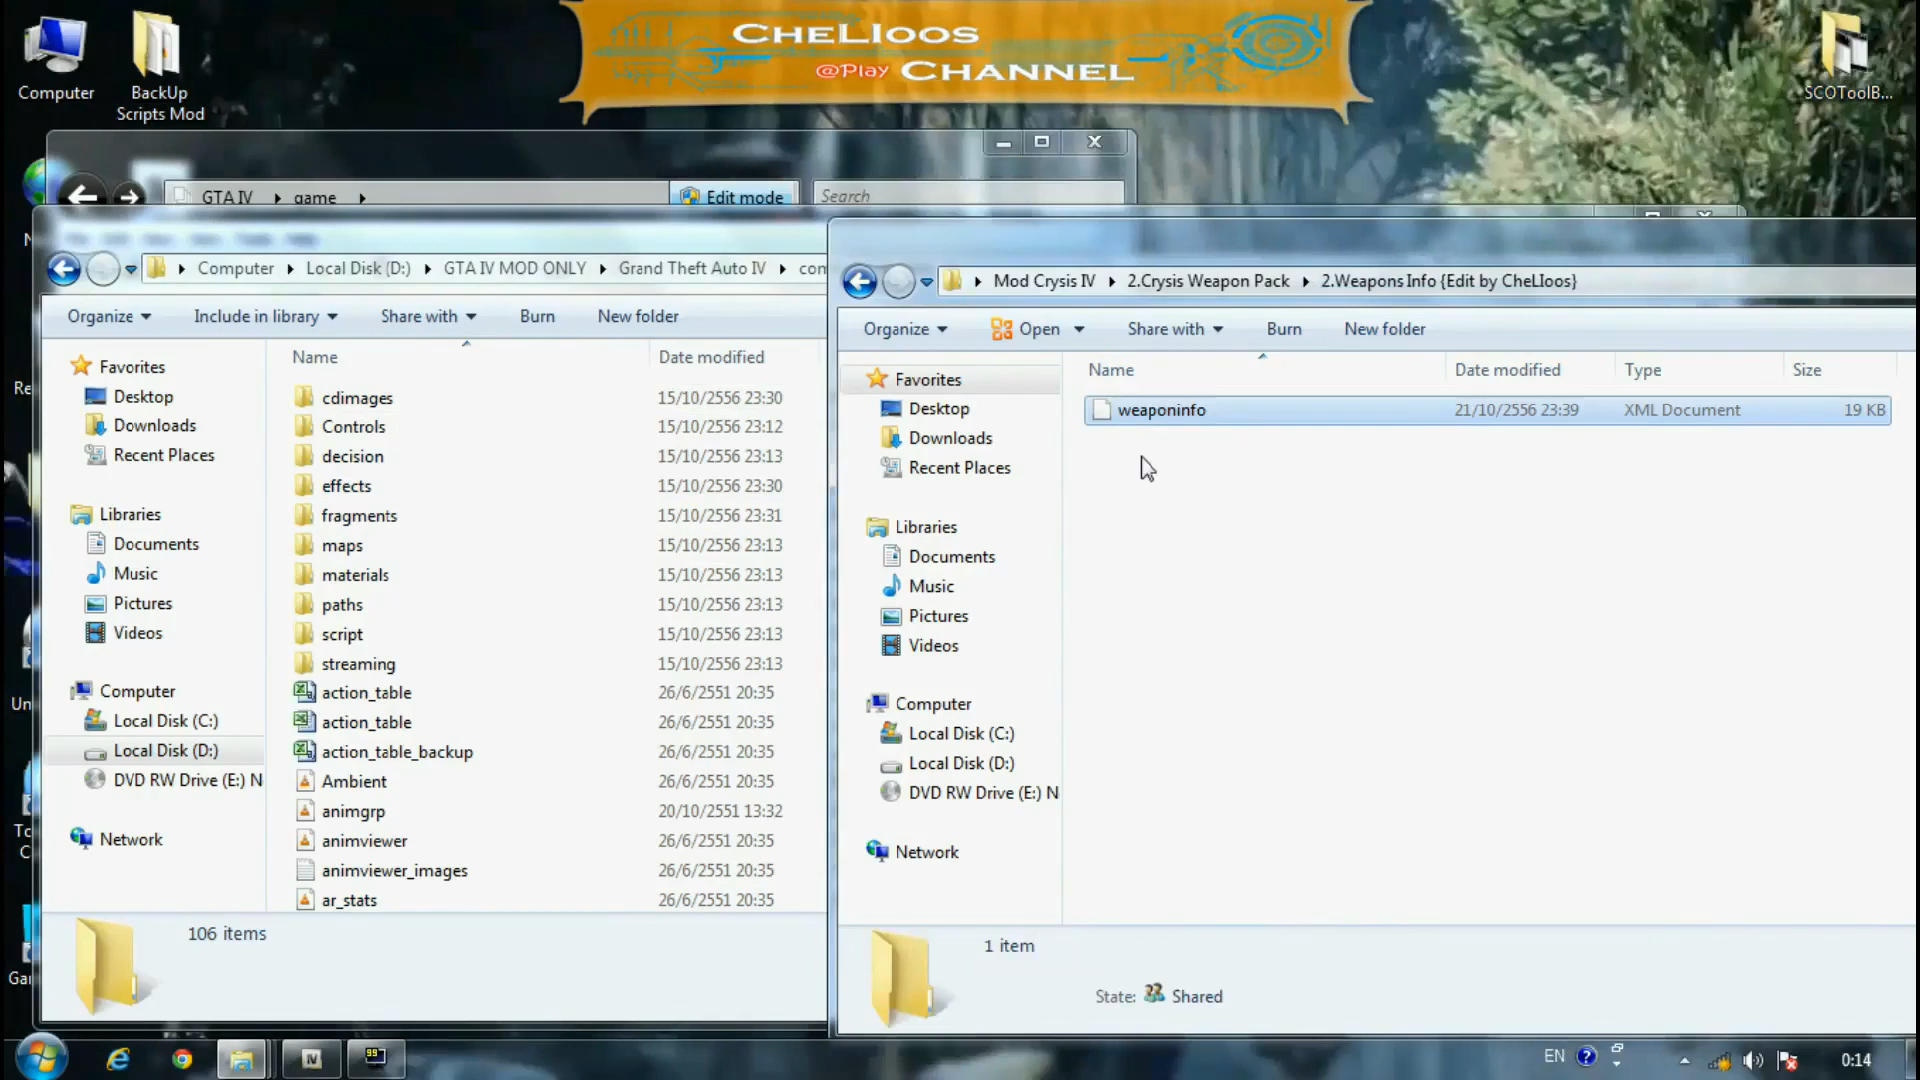 CHELIOOS
@Play CHANNEL
Computer
BackUp
Scripts Mod
SCOToolB...
GTA IV
game
Edit mode
Search
Computer
Local Disk (D:)
GTA IV MOD ONLY
Grand Theft Auto IV
com
Organize
Include in library
Share with
Burn
New folder
Name
Date modified
Favorites
Desktop
Downloads
Recent Places
Libraries
Documents
Music
Pictures
Videos
Computer
Local Disk (C:)
Local Disk (D:)
DVD RW Drive (E:) N
Network
cdimages 15/10/2556 23:30
Controls 15/10/2556 23:12
decision 15/10/2556 23:13
effects 15/10/2556 23:30
fragments 15/10/2556 23:31
maps 15/10/2556 23:13
materials 15/10/2556 23:13
paths 15/10/2556 23:13
script 15/10/2556 23:13
streaming 15/10/2556 23:13
action_table 26/6/2551 20:35
action_table 26/6/2551 20:35
action_table_backup 26/6/2551 20:35
Ambient 26/6/2551 20:35
animgrp 20/10/2551 13:32
animviewer 26/6/2551 20:35
animviewer_images 26/6/2551 20:35
ar_stats 26/6/2551 20:35
106 items
Mod Crysis IV
2.Crysis Weapon Pack
2.Weapons Info {Edit by CheLIoos}
Organize
Open
Share with
Burn
New folder
Name
Date modified
Type
Size
weaponinfo 21/10/2556 23:39 XML Document 19 KB
Favorites
Desktop
Downloads
Recent Places
Libraries
Documents
Music
Pictures
Videos
Computer
Local Disk (C:)
Local Disk (D:)
DVD RW Drive (E:) N
Network
1 item
State: Shared
Re
Un
To
C
Gar
IV
99
EN
0:14